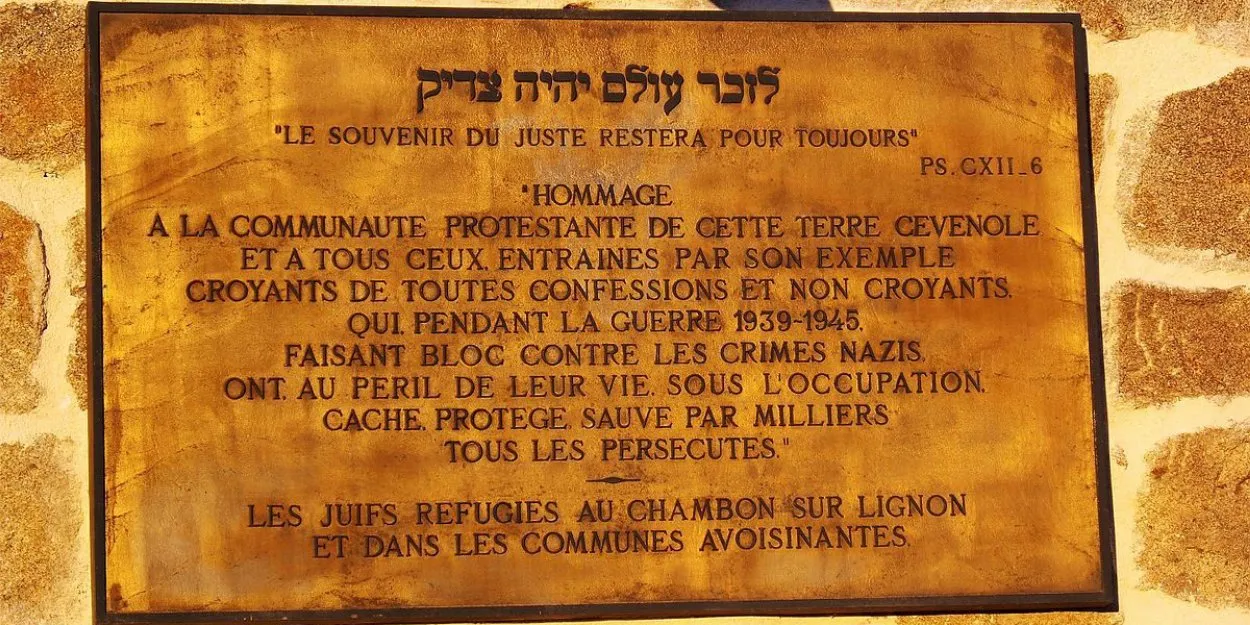 לזכר עולם יהיה צדיק
"LE SOUVENIR DU JUSTE RESTERA POUR TOUJOURS"
PS. CXII_6
"HOMMAGE
A LA COMMUNAUTE PROTESTANTE DE CETTE TERRE CEVENOLE
ET A TOUS CEUX, ENTRAINES PAR SON EXEMPLE
CROYANTS DE TOUTES CONFESSIONS ET NON CROYANTS,
QUI, PENDANT LA GUERRE 1939-1945,
FAISANT BLOC CONTRE LES CRIMES NAZIS,
ONT, AU PERIL DE LEUR VIE, SOUS L'OCCUPATION,
CACHE, PROTEGE, SAUVE PAR MILLIERS
TOUS LES PERSECUTES."
LES JUIFS REFUGIES AU CHAMBON SUR LIGNON
ET DANS LES COMMUNES AVOISINANTES.